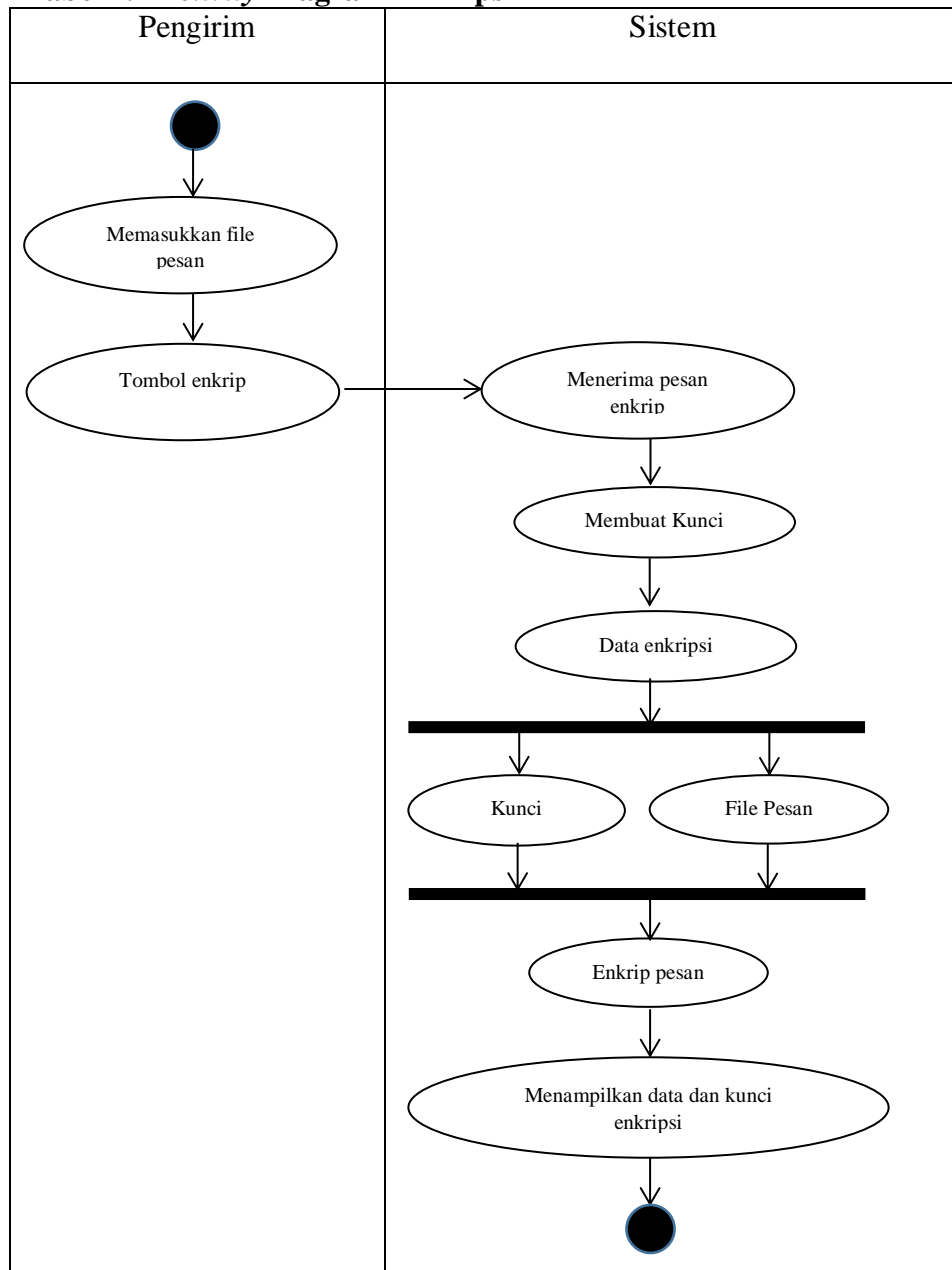 Pengirim
Sistem
Memasukkan file
pesan
Tombol enkrip
Menerima pesan
enkrip
Membuat Kunci
Data enkripsi
Kunci
File Pesan
Enkrip pesan
Menampilkan data dan kunci
enkripsi